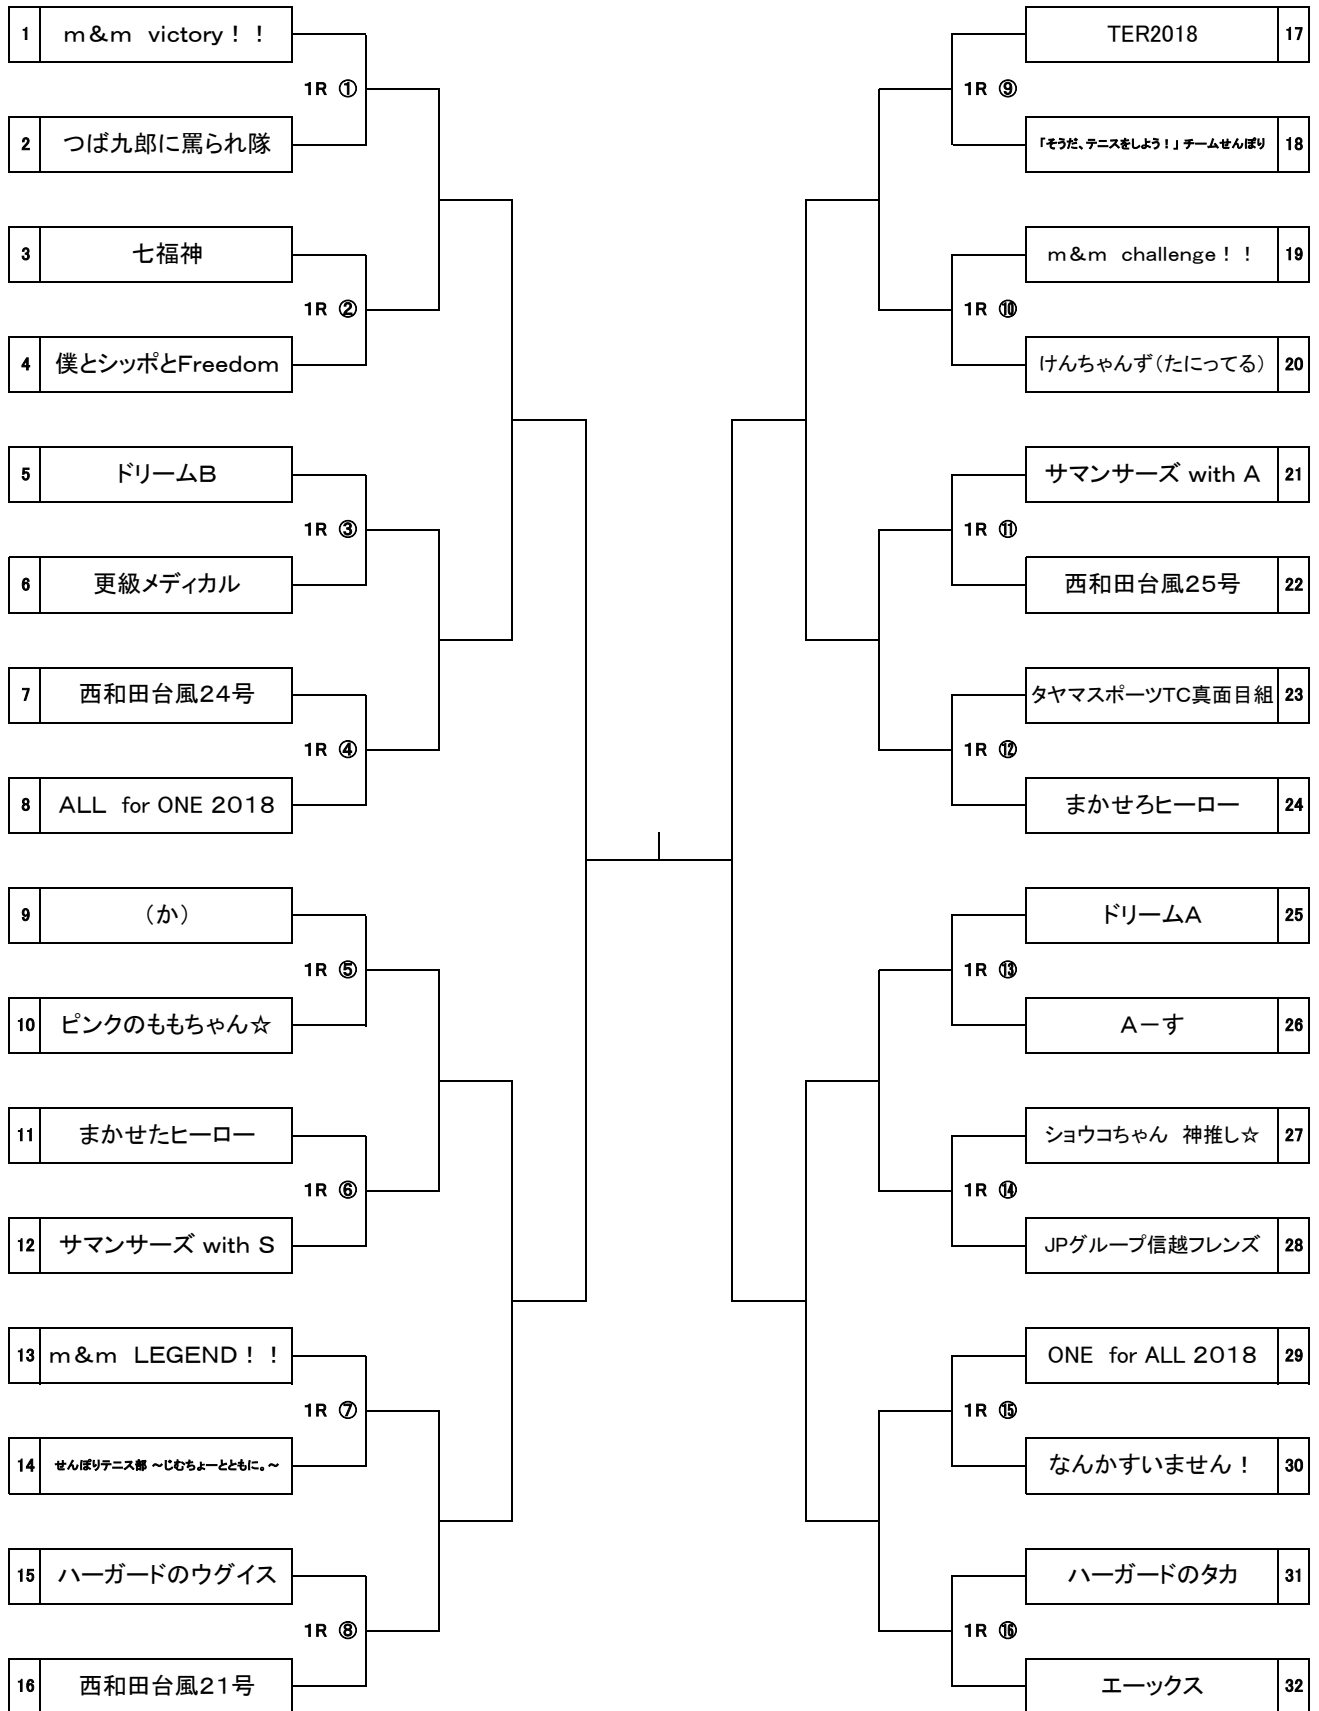 1 m&m victory！！
1R ①
2 つば九郎に罵られ隊
3 七福神
1R ②
4 僕とシッポとFreedom
5 ドリームB
1R ③
6 更級メディカル
7 西和田台風24号
1R ④
8 ALL for ONE 2018
9 （か）
1R ⑤
10 ピンクのももちゃん☆
11 まかせたヒーロー
1R ⑥
12 サマンサーズ with S
13 m&m LEGEND！！
1R ⑦
14 せんぽりテニス部 ～じむちょーとともに。～
15 ハーガードのウグイス
1R ⑧
16 西和田台風21号
TER2018 17
1R ⑨
「そうだ、テニスをしよう！」 チームせんぽり 18
m&m challenge！！ 19
1R ⑩
けんちゃんず（たにってる） 20
サマンサーズ with A 21
1R ⑪
西和田台風25号 22
タヤマスポーツTC真面目組 23
1R ⑫
まかせろヒーロー 24
ドリームA 25
1R ⑬
A－す 26
ショウコちゃん 神推し☆ 27
1R ⑭
JPグループ信越フレンズ 28
ONE for ALL 2018 29
1R ⑮
なんかすいません！ 30
ハーガードのタカ 31
1R ⑯
エーックス 32